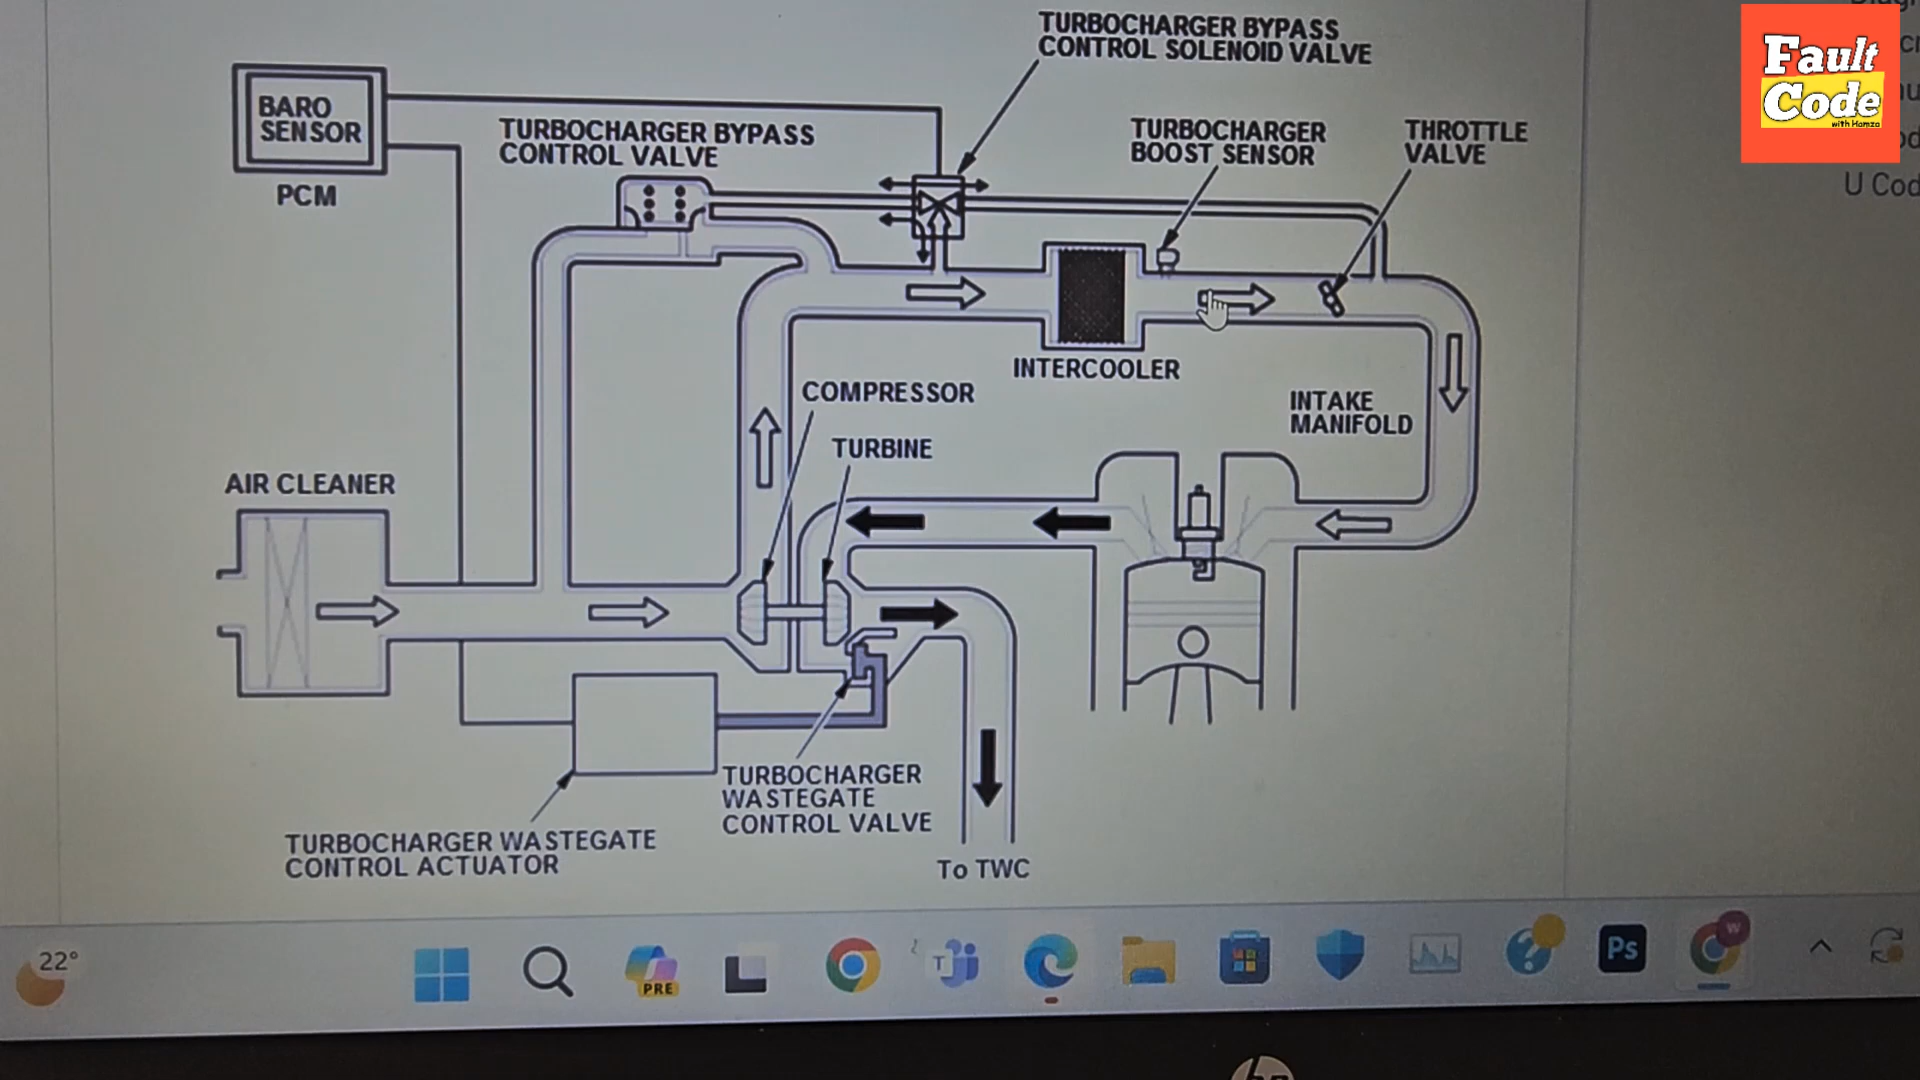 TURBOCHARGER BYPASS
CONTROL SOLENOID VALVE
Fault
Code
with Hamza
BARO
SENSOR
PCM
TURBOCHARGER BYPASS
CONTROL VALVE
TURBOCHARGER
BOOST SENSOR
THROTTLE
VALVE
U Cod
INTERCOOLER
COMPRESSOR
TURBINE
INTAKE
MANIFOLD
AIR CLEANER
TURBOCHARGER
WASTEGATE
CONTROL VALVE
TURBOCHARGER WASTEGATE
CONTROL ACTUATOR
To TWC
22°
PRE
T
Ps
W